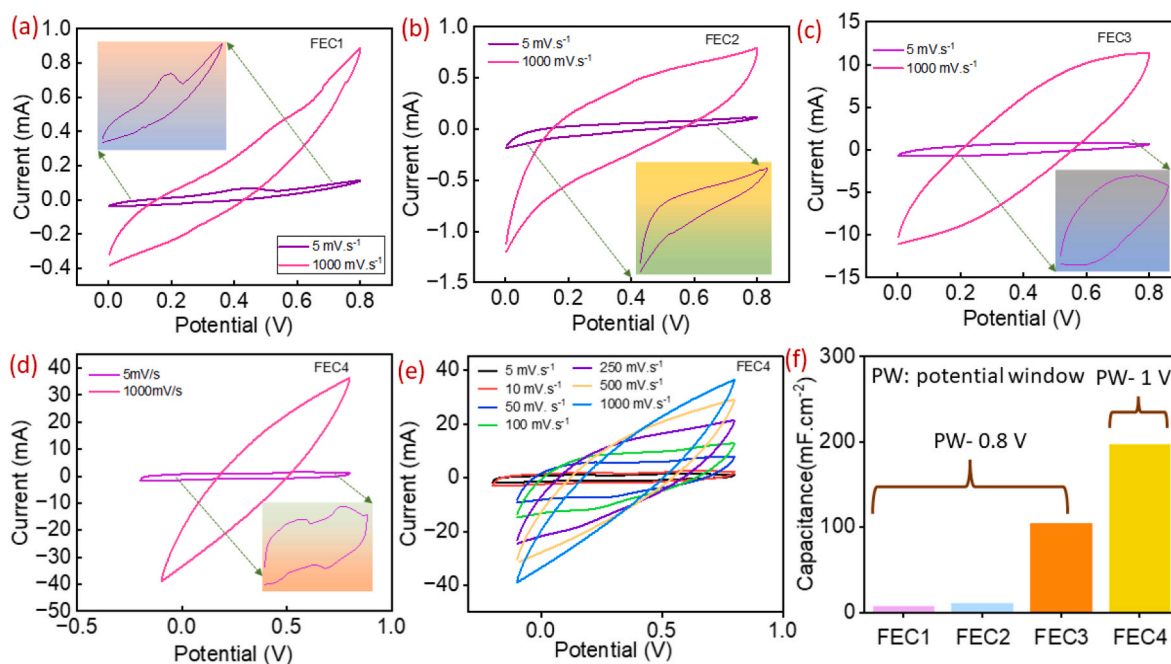 (a)
FEC1
1.0
0.8
0.6
0.4
0.2
0.0
−0.2
−0.4
Current (mA)
5 mV.s⁻¹
1000 mV.s⁻¹
0.0 0.2 0.4 0.6 0.8
Potential (V)
(b)
FEC2
5 mV.s⁻¹
1000 mV.s⁻¹
1.0
0.5
0.0
−0.5
−1.0
−1.5
Current (mA)
0.0 0.2 0.4 0.6 0.8
Potential (V)
(c)
FEC3
5 mV.s⁻¹
1000 mV.s⁻¹
15
10
5
0
−5
−10
−15
Current (mA)
0.0 0.2 0.4 0.6 0.8
Potential (V)
(d)
FEC4
5mV/s
1000mV/s
50
40
30
20
10
0
−10
−20
−30
−40
−50
Current (mA)
0.0 0.5 1.0
Potential (V)
(e)
FEC4
5 mV.s⁻¹
10 mV.s⁻¹
50 mV. s⁻¹
100 mV.s⁻¹
250 mV.s⁻¹
500 mV.s⁻¹
1000 mV.s⁻¹
40
20
0
−20
−40
Current (mA)
0.0 0.5 1.0
Potential (V)
(f)
300
200
100
0
Capacitance(mF.cm⁻²)
PW: potential window
PW- 1 V
PW- 0.8 V
FEC1 FEC2 FEC3 FEC4